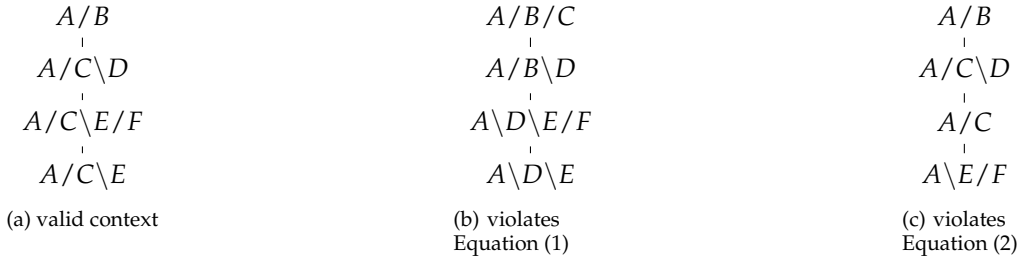 A/B
A/C\D
A/C\E/F
A/C\E
(a) valid context
A/B/C
A/B\D
A\D\E/F
A\D\E
(b) violates
Equation (1)
A/B
A/C\D
A/C
A\E/F
(c) violates
Equation (2)